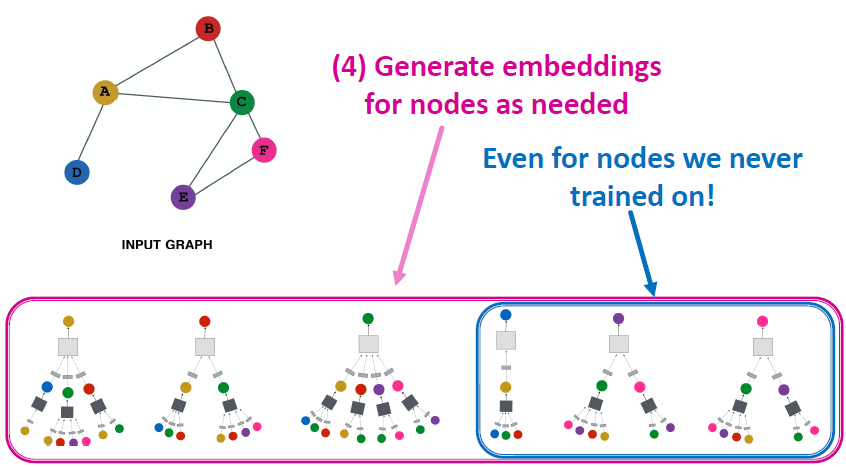 B
(4) Generate embeddings
for nodes as needed
A
C
F
Even for nodes we never
trained on!
D
E
INPUT GRAPH